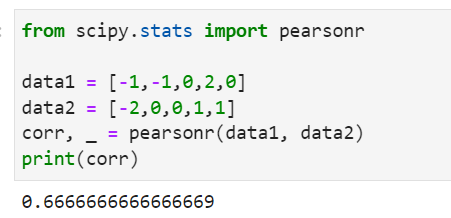 from scipy.stats import pearsonr
data1 = [-1,-1,0,2,0]
data2 = [-2,0,0,1,1]
corr, _ = pearsonr(data1, data2)
print(corr)
0.6666666666666669